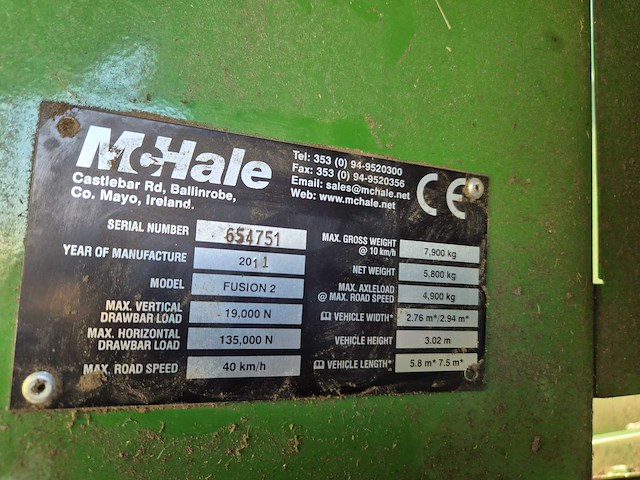 McHale
Castlebar Rd, Ballinrobe,
Co. Mayo, Ireland.
Tel: 353 (0) 94-9520300
Fax: 353 (0) 94-9520356
Email: sales@mchale.net
Web: www.mchale.net
CE
SERIAL NUMBER 654751
YEAR OF MANUFACTURE 2011
MODEL FUSION 2
MAX. VERTICAL
DRAWBAR LOAD 19,000 N
MAX. HORIZONTAL
DRAWBAR LOAD 135,000 N
MAX. ROAD SPEED 40 km/h
MAX. GROSS WEIGHT
@ 10 km/h 7,900 kg
NET WEIGHT 5,800 kg
MAX. AXLELOAD
@ MAX. ROAD SPEED 4,900 kg
VEHICLE WIDTH* 2.76 m*/2.94 m*
VEHICLE HEIGHT 3.02 m
VEHICLE LENGTH* 5.8 m* 7.5 m*